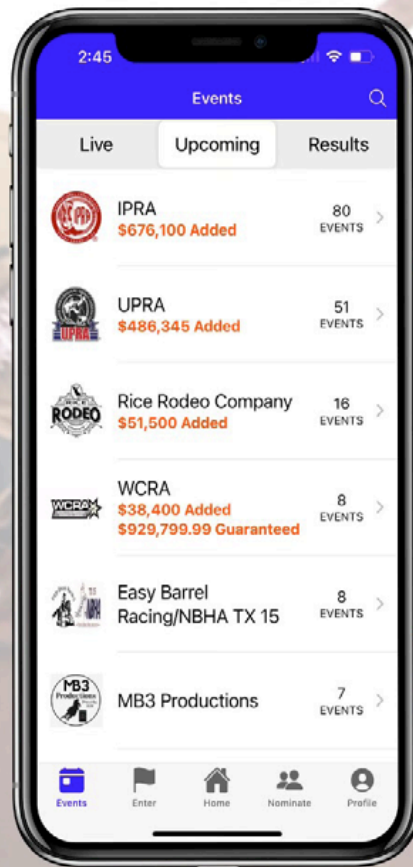 2:45
Events
Live Upcoming Results
IPRA
$676,100 Added
80
EVENTS
UPRA
UPRA
$486,345 Added
51
EVENTS
RICE
RODEO
Rice Rodeo Company
$51,500 Added
16
EVENTS
WCRA
WCRA
$38,400 Added
$929,799.99 Guaranteed
8
EVENTS
Easy Barrel
Racing/NBHA TX 15
8
EVENTS
MB3
Productions
MB3 Productions
7
EVENTS
Events Enter Home Nominate Profile